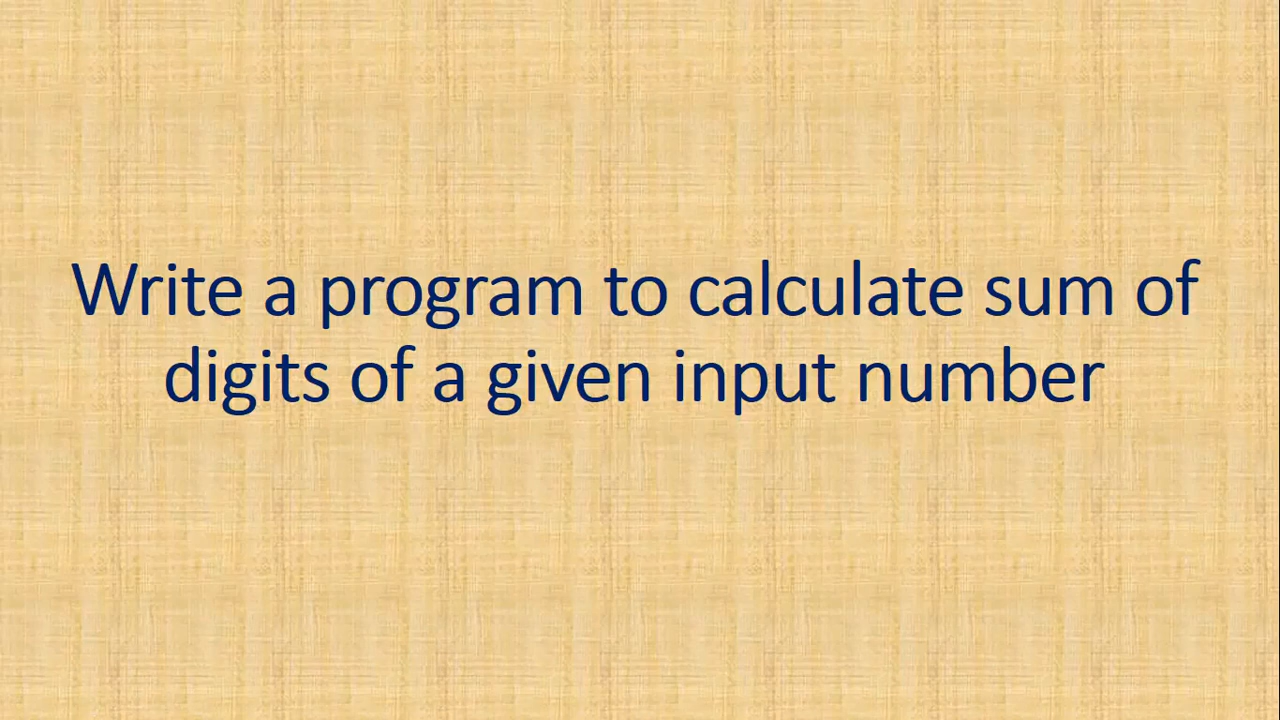 Write a program to calculate sum of
digits of a given input number